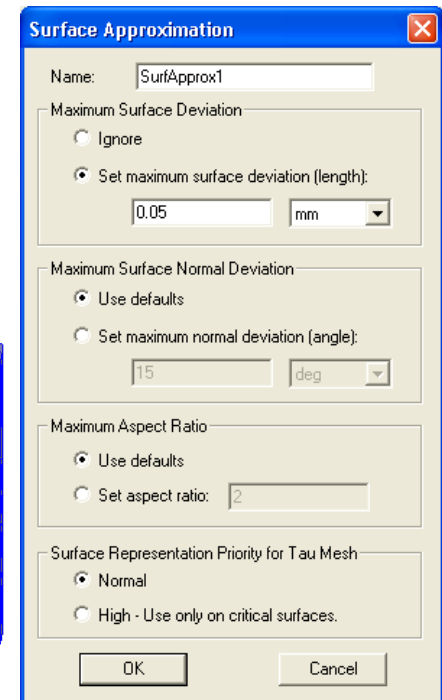 Surface Approximation
Name: SurfApprox1
Maximum Surface Deviation
Ignore
Set maximum surface deviation (length):
0.05 mm
Maximum Surface Normal Deviation
Use defaults
Set maximum normal deviation (angle):
15 deg
Maximum Aspect Ratio
Use defaults
Set aspect ratio: 2
Surface Representation Priority for Tau Mesh
Normal
High - Use only on critical surfaces.
OK Cancel